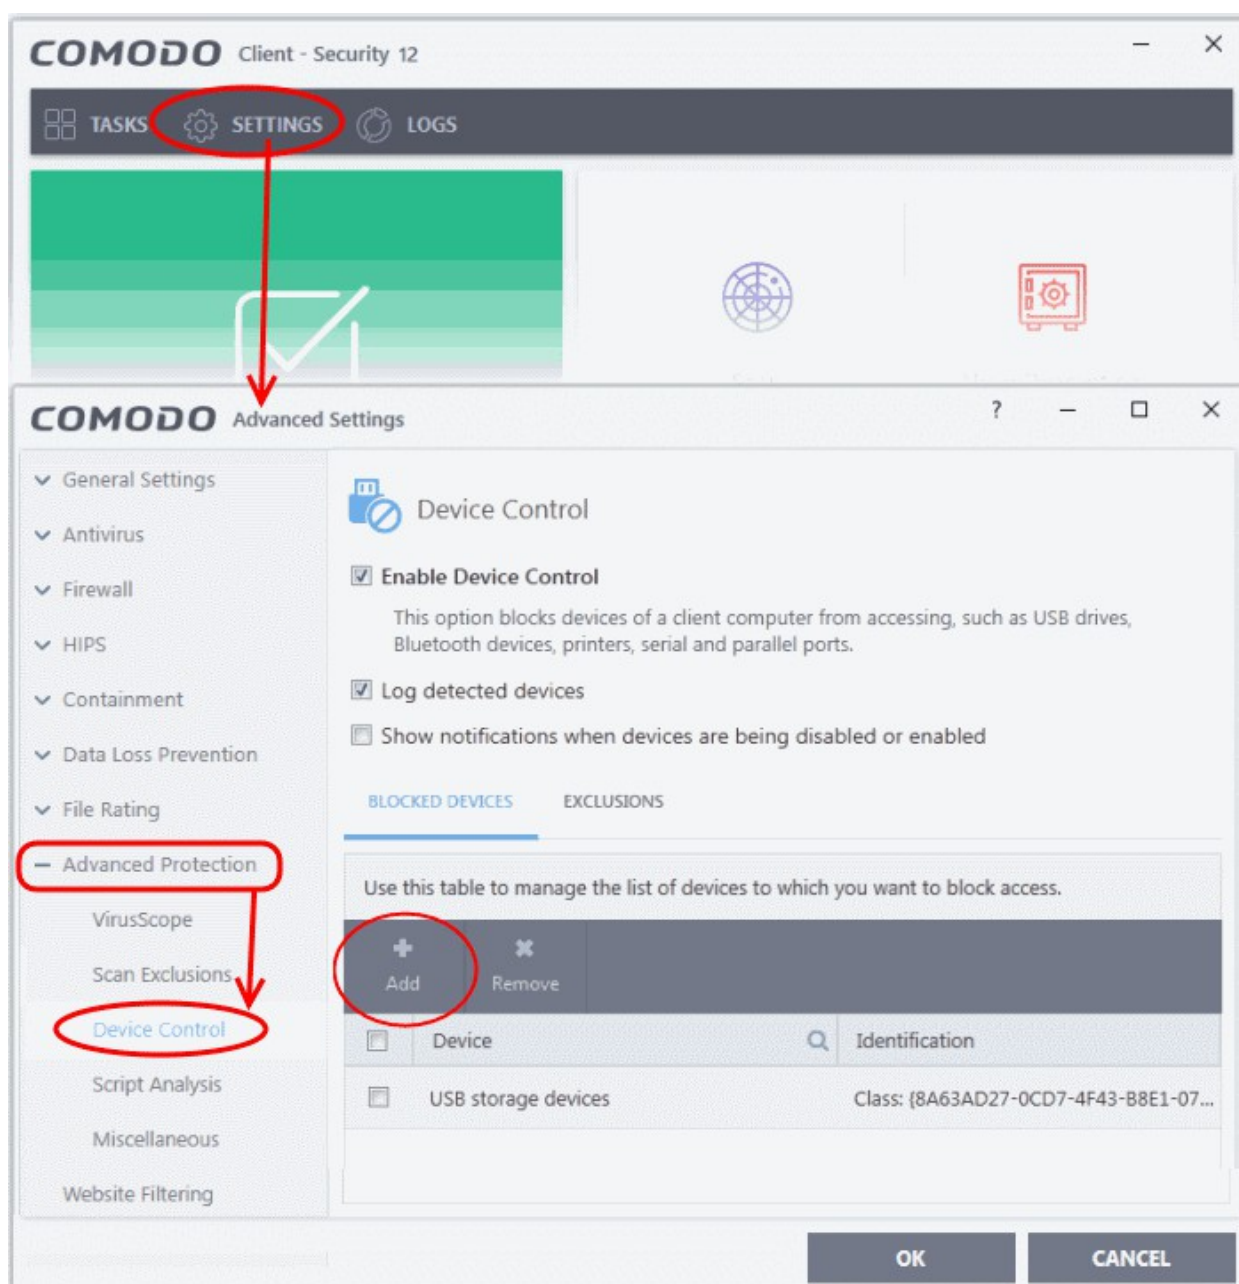 COMODO Client - Security 12
TASKS SETTINGS LOGS
COMODO Advanced Settings ?
General Settings
Antivirus
Firewall
HIPS
Containment
Data Loss Prevention
File Rating
Advanced Protection
VirusScope
Scan Exclusions
Device Control
Script Analysis
Miscellaneous
Website Filtering
Device Control
Enable Device Control
This option blocks devices of a client computer from accessing, such as USB drives,
Bluetooth devices, printers, serial and parallel ports.
Log detected devices
Show notifications when devices are being disabled or enabled
BLOCKED DEVICES EXCLUSIONS
Use this table to manage the list of devices to which you want to block access.
Add Remove
Device Identification
USB storage devices Class: {8A63AD27-0CD7-4F43-B8E1-07...
OK CANCEL